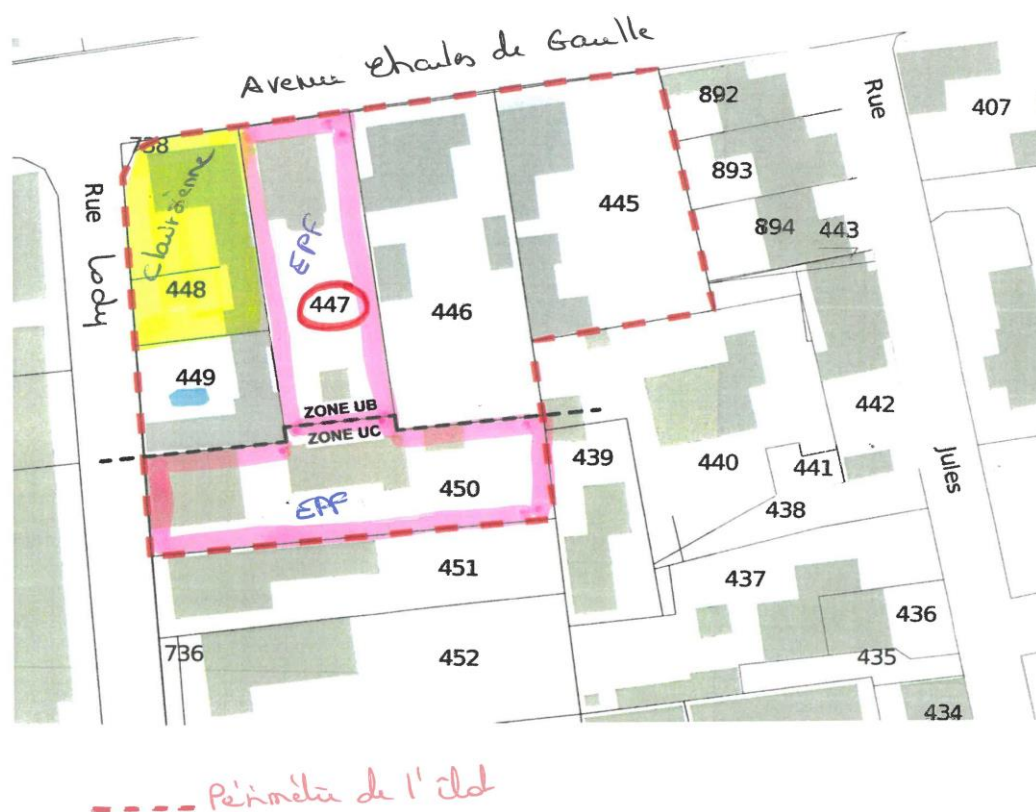 Avenue Charles de Gaulle
738
892
Rue
407
893
Clairsienne
Rue Lody
EPF
445
894
443
448
447
446
449
ZONE UB
ZONE UC
442
439
440
441
450
EPF
438
Jules
451
437
436
736
452
435
434
Périmètre de l'îlot